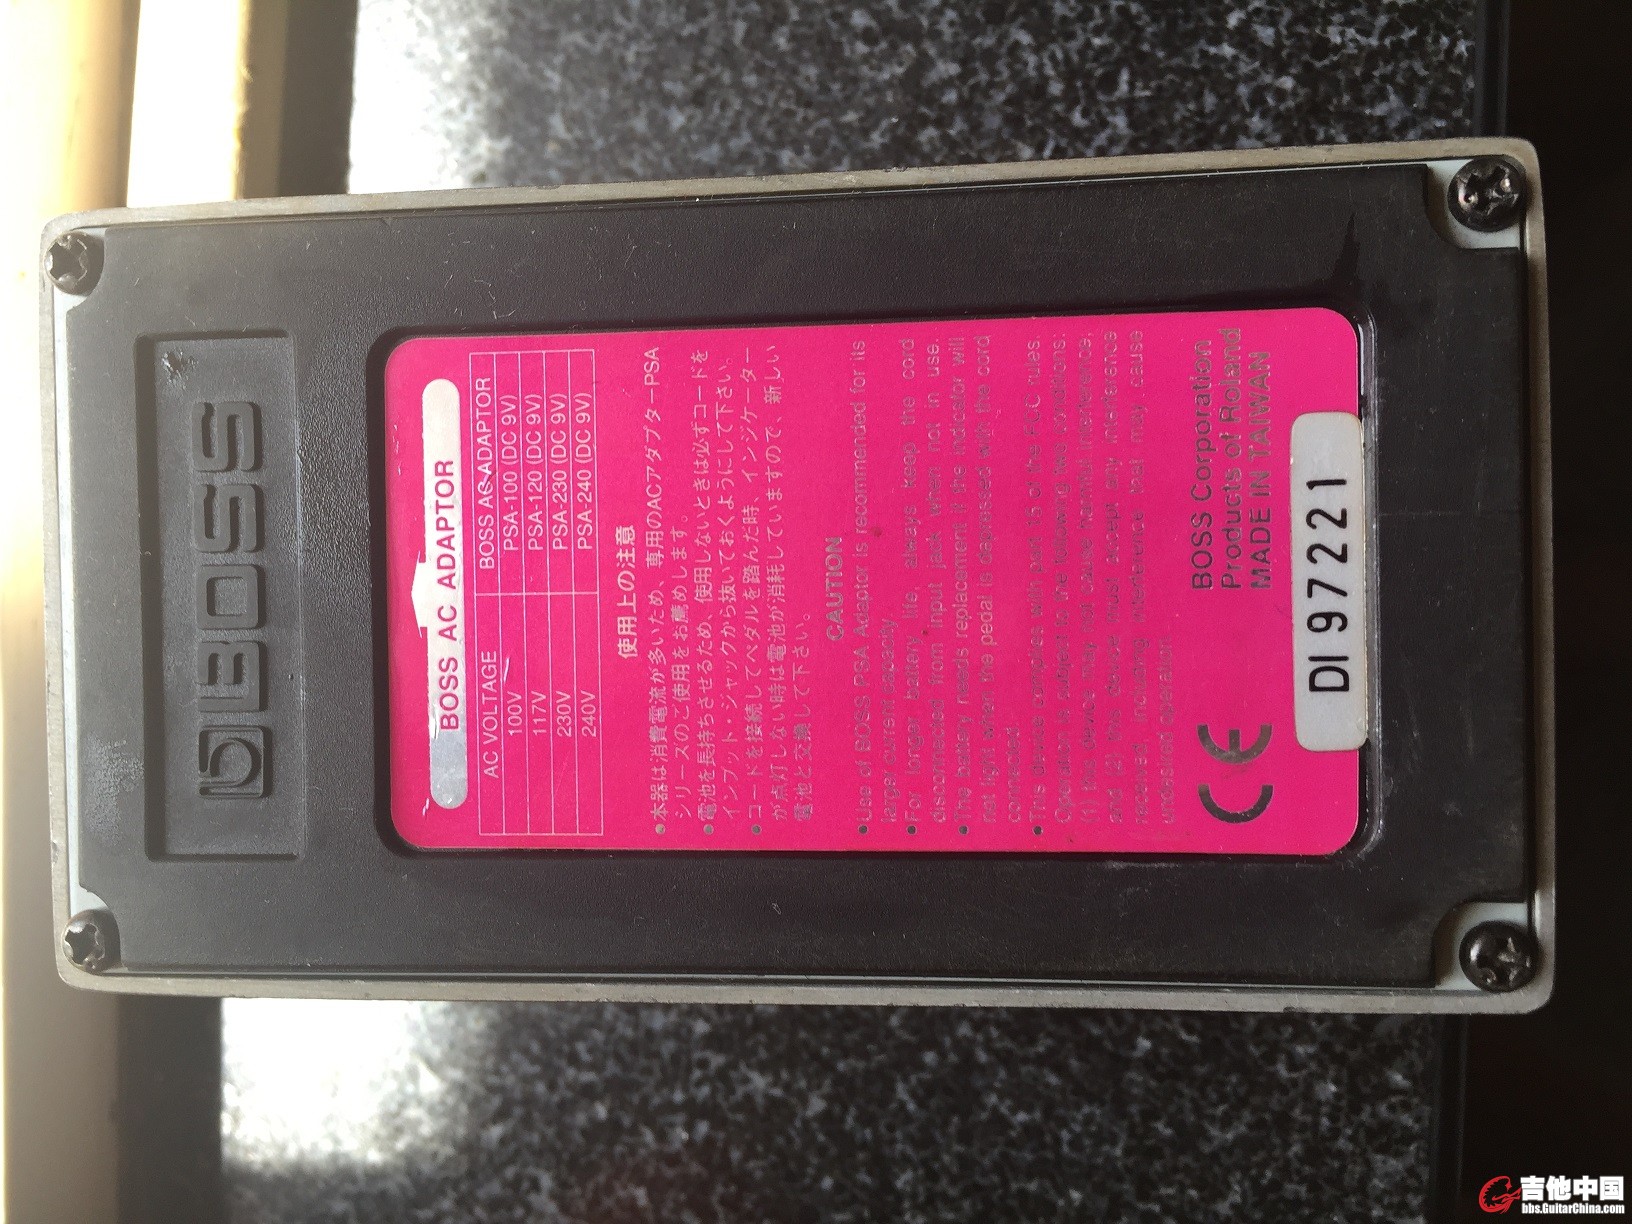 BOSS
BOSS AC ADAPTOR
AC VOLTAGE BOSS AC ADAPTOR
100V PSA-100 (DC 9V)
117V PSA-120 (DC 9V)
230V PSA-230 (DC 9V)
240V PSA-240 (DC 9V)
使用上の注意
●本器は消費電流が多いため、専用のACアダプターPSA
シリーズのご使用をお薦めします。
●電池を長持ちさせるため、使用しないときは必ずコードを
インプット・ジャックから抜いておくようにして下さい。
●コードを接続してペダルを踏んだ時、インジケーター
が点灯しない時は電池が消耗していますので、新しい
電池と交換して下さい。
CAUTION
●Use of BOSS PSA Adaptor is recommended for its
larger current capacity.
●For longer battery life, always keep the cord
disconnected from input jack when not in use.
●The battery needs replacement if the indicator will
not light when the pedal is depressed with the cord
connected.
●This device complies with part 15 of the FCC rules.
Operation is subject to the following two conditions:
(1) this device may not cause harmful interference,
and (2) this device must accept any interference
received, including interference that may cause
undesired operation.
CE
BOSS Corporation
Products of Roland
MADE IN TAIWAN
DI 97221
吉他中国
bbs.GuitarChina.com